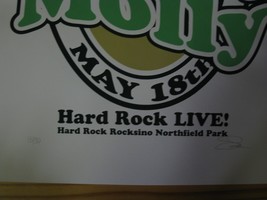 Molly
MAY 18th
Hard Rock LIVE!
Hard Rock Rocksino Northfield Park